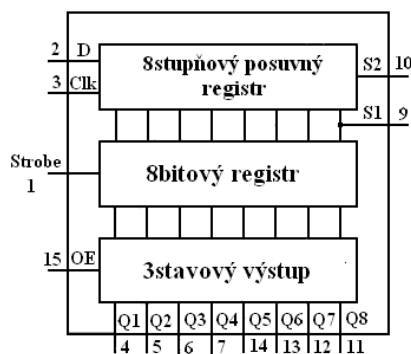 2 D
8stupňový posuvný
registr
S2 10
3 Clk
S1 9
Strobe
1
8bitový registr
15 OE
3stavový výstup
Q1 Q2 Q3 Q4 Q5 Q6 Q7 Q8
4 5 6 7 14 13 12 11